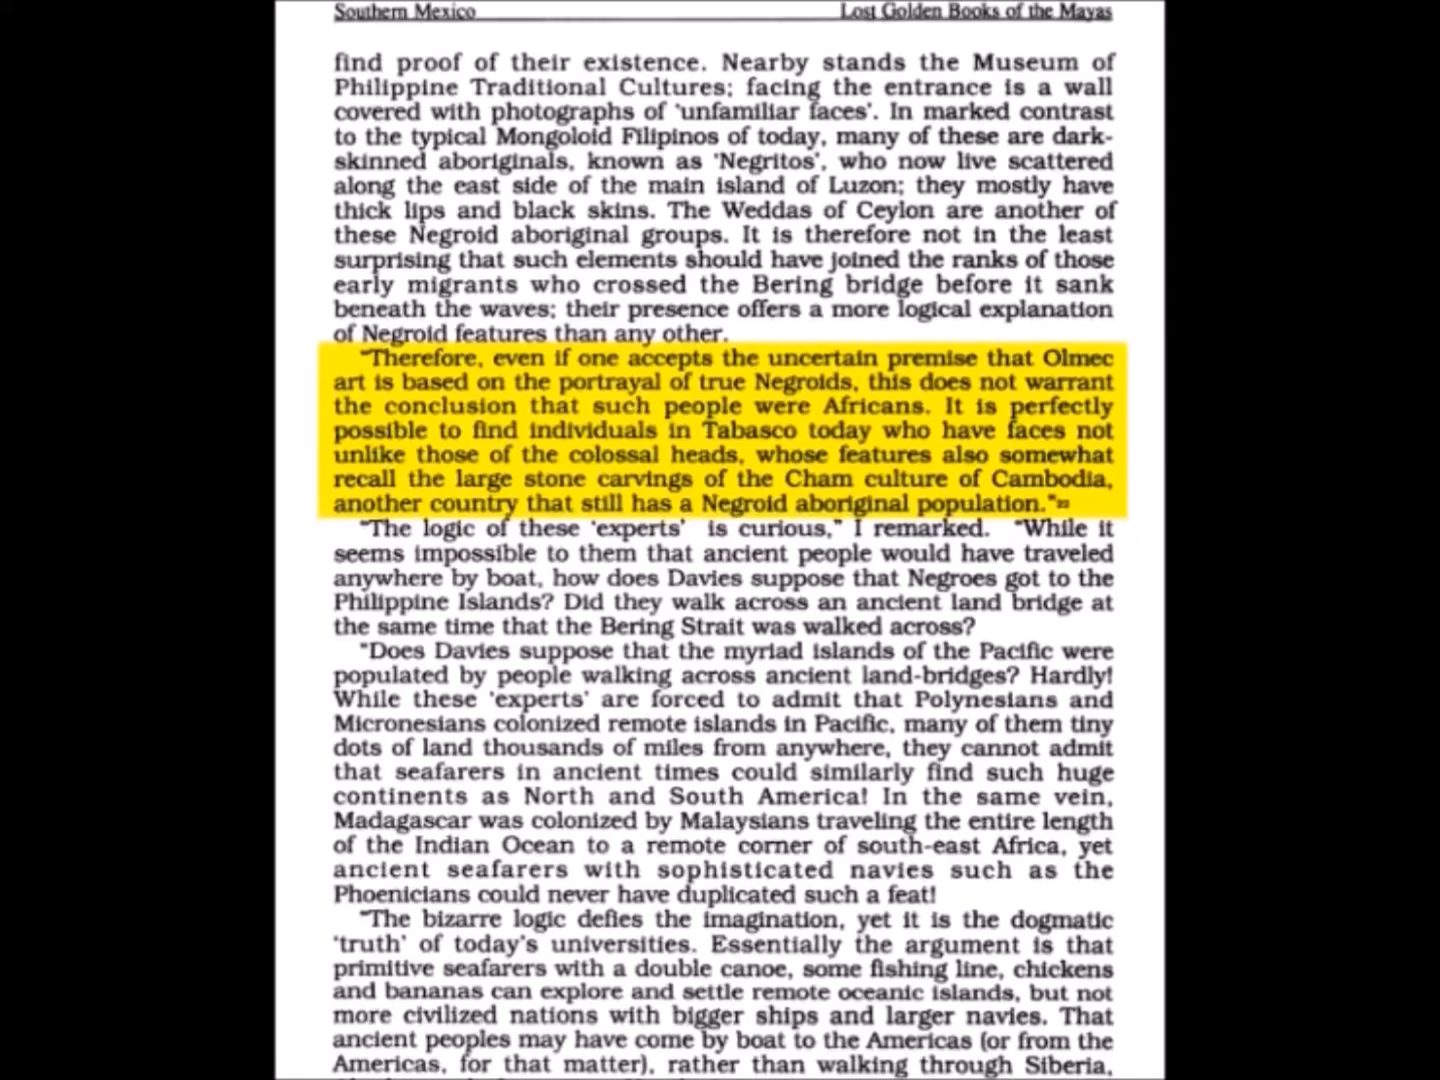 Southern Mexico
Lost Golden Books of the Mayas
find proof of their existence. Nearby stands the Museum of
Philippine Traditional Cultures; facing the entrance is a wall
covered with photographs of 'unfamiliar faces'. In marked contrast
to the typical Mongoloid Filipinos of today, many of these are dark-
skinned aboriginals, known as 'Negritos', who now live scattered
along the east side of the main island of Luzon; they mostly have
thick lips and black skins. The Weddas of Ceylon are another of
these Negroid aboriginal groups. It is therefore not in the least
surprising that such elements should have joined the ranks of those
early migrants who crossed the Bering bridge before it sank
beneath the waves; their presence offers a more logical explanation
of Negroid features than any other.
"Therefore, even if one accepts the uncertain premise that Olmec
art is based on the portrayal of true Negroids, this does not warrant
the conclusion that such people were Africans. It is perfectly
possible to find individuals in Tabasco today who have faces not
unlike those of the colossal heads, whose features also somewhat
recall the large stone carvings of the Cham culture of Cambodia,
another country that still has a Negroid aboriginal population."
"The logic of these 'experts' is curious," I remarked. "While it
seems impossible to them that ancient people would have traveled
anywhere by boat, how does Davies suppose that Negroes got to the
Philippine Islands? Did they walk across an ancient land bridge at
the same time that the Bering Strait was walked across?
"Does Davies suppose that the myriad islands of the Pacific were
populated by people walking across ancient land-bridges? Hardly!
While these 'experts' are forced to admit that Polynesians and
Micronesians colonized remote islands in Pacific, many of them tiny
dots of land thousands of miles from anywhere, they cannot admit
that seafarers in ancient times could similarly find such huge
continents as North and South America! In the same vein,
Madagascar was colonized by Malaysians traveling the entire length
of the Indian Ocean to a remote corner of south-east Africa, yet
ancient seafarers with sophisticated navies such as the
Phoenicians could never have duplicated such a feat!
"The bizarre logic defies the imagination, yet it is the dogmatic
'truth' of today's universities. Essentially the argument is that
primitive seafarers with a double canoe, some fishing line, chickens
and bananas can explore and settle remote oceanic islands, but not
more civilized nations with bigger ships and larger navies. That
ancient peoples may have come by boat to the Americas (or from the
Americas, for that matter), rather than walking through Siberia,